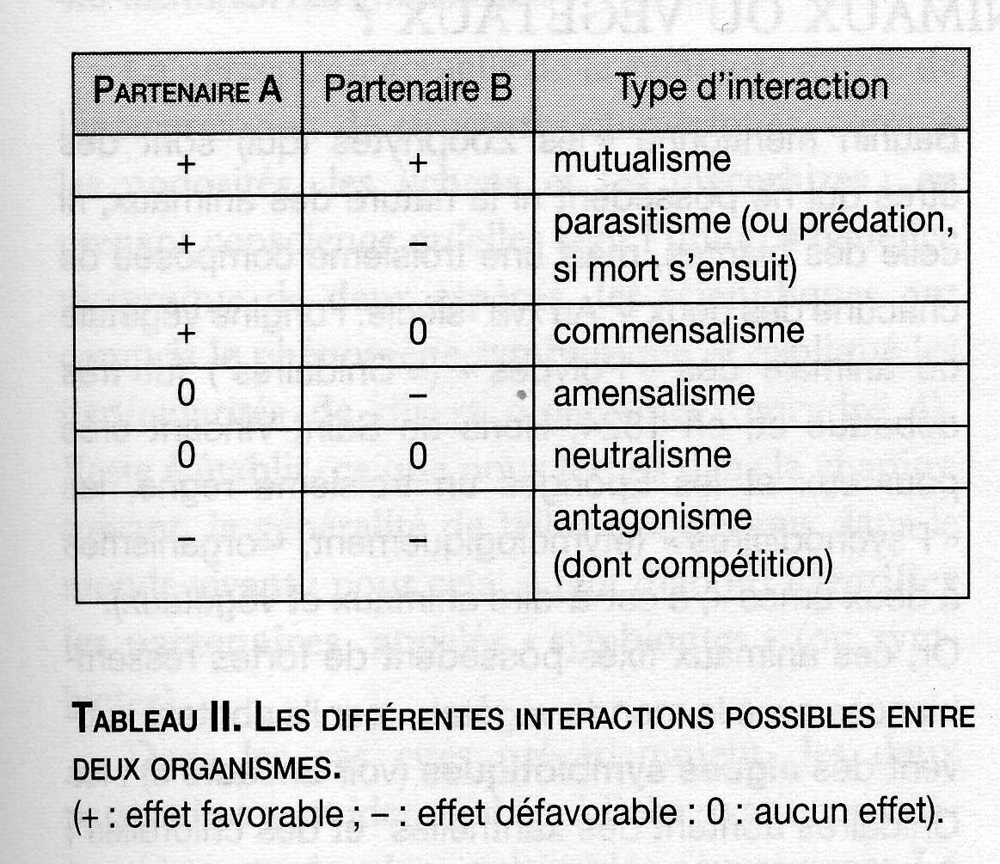 PARTENAIRE A Partenaire B Type d'interaction
+ + mutualisme
+ – parasitisme (ou prédation,
si mort s'ensuit)
+ 0 commensalisme
0 – amensalisme
0 0 neutralisme
– – antagonisme
(dont compétition)
TABLEAU II. LES DIFFÉRENTES INTERACTIONS POSSIBLES ENTRE
DEUX ORGANISMES.
(+ : effet favorable ; – : effet défavorable : 0 : aucun effet).